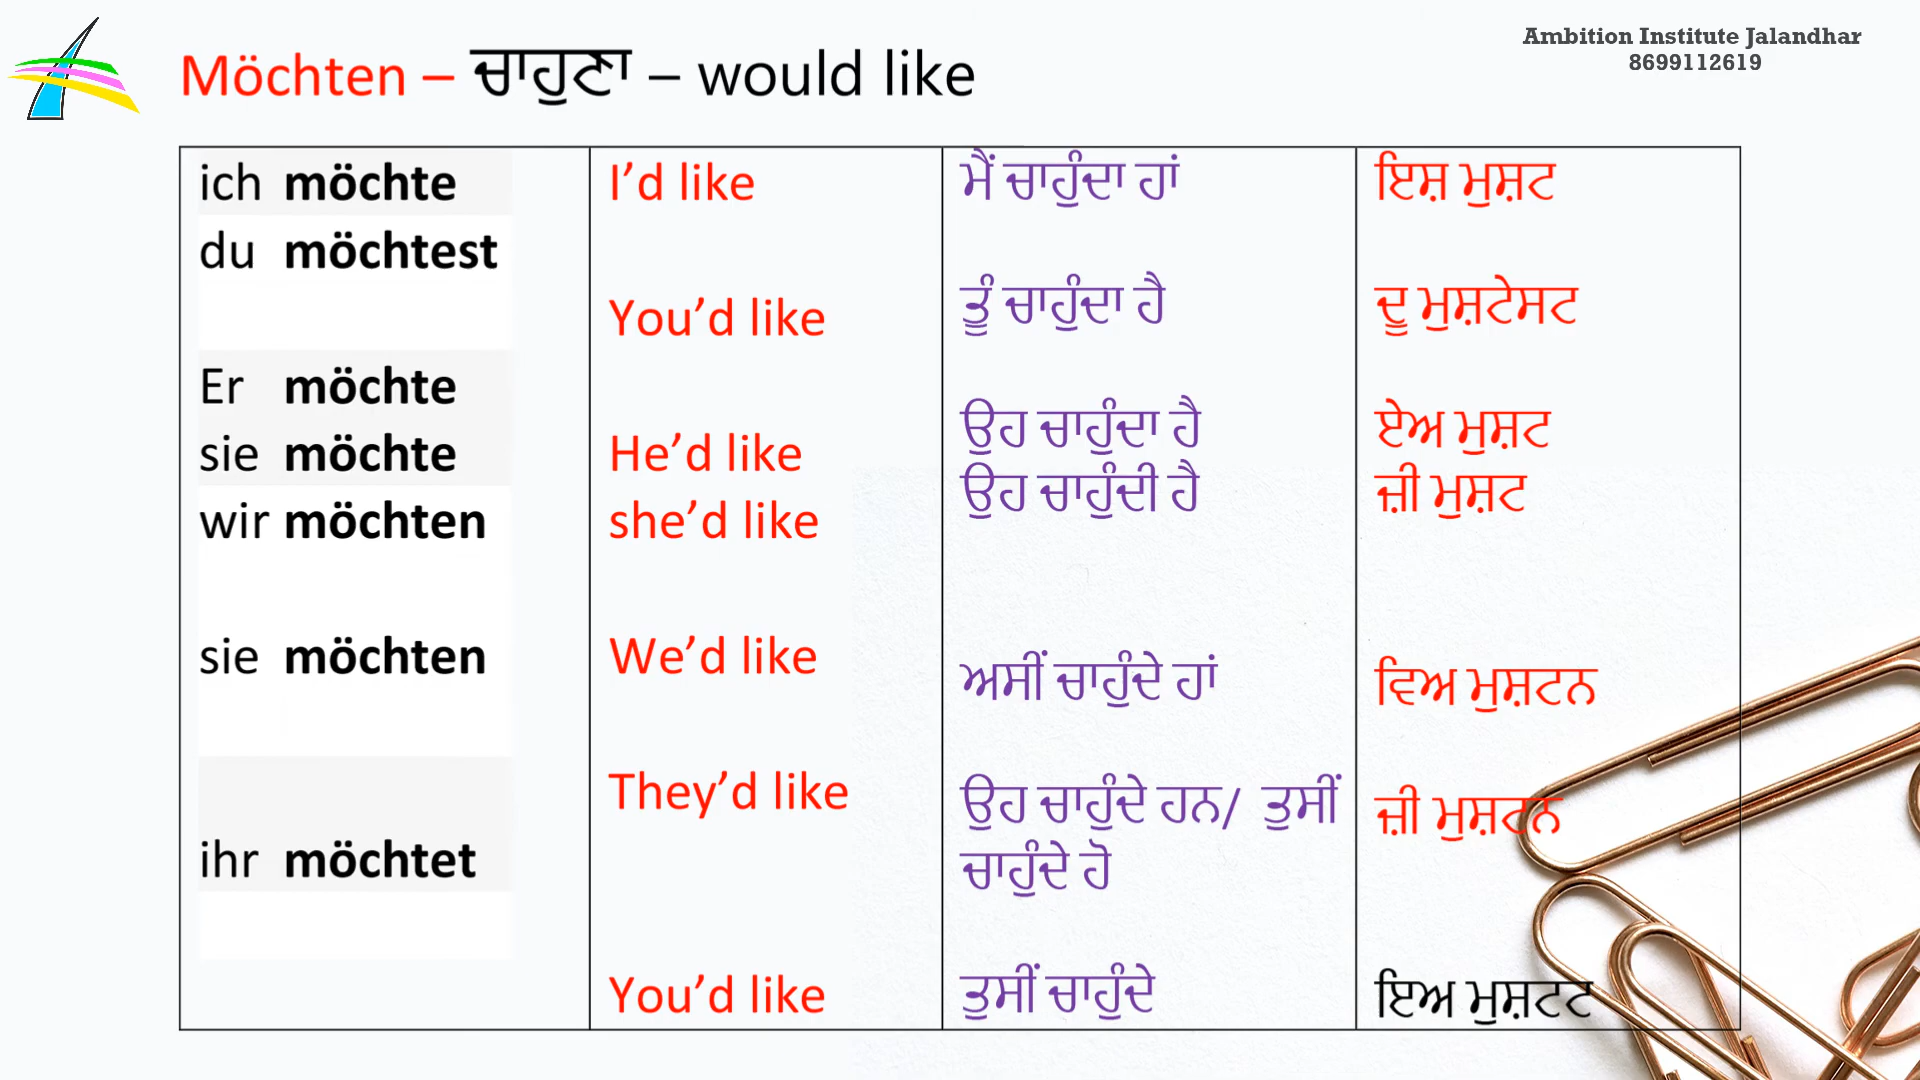 Ambition Institute Jalandhar
8699112619
Möchten – ਚਾਹੁਣਾ – would like
ich möchte
du möchtest
Er möchte
sie möchte
wir möchten
sie möchten
ihr möchtet
I’d like
You’d like
He’d like
she’d like
We’d like
They’d like
You’d like
ਮੈਂ ਚਾਹੁੰਦਾ ਹਾਂ
ਤੂੰ ਚਾਹੁੰਦਾ ਹੈ
ਉਹ ਚਾਹੁੰਦਾ ਹੈ
ਉਹ ਚਾਹੁੰਦੀ ਹੈ
ਅਸੀਂ ਚਾਹੁੰਦੇ ਹਾਂ
ਉਹ ਚਾਹੁੰਦੇ ਹਨ/ ਤੁਸੀਂ
ਚਾਹੁੰਦੇ ਹੋ
ਤੁਸੀਂ ਚਾਹੁੰਦੇ
ਇਸ਼ ਮੁਸ਼ਟ
ਦੂ ਮੁਸ਼ਟੇਸਟ
ਏਅ ਮੁਸ਼ਟ
ਜ਼ੀ ਮੁਸ਼ਟ
ਵਿਅ ਮੁਸ਼ਟਨ
ਜ਼ੀ ਮੁਸ਼ਟਨ
ਇਅ ਮੁਸ਼ਟਟ